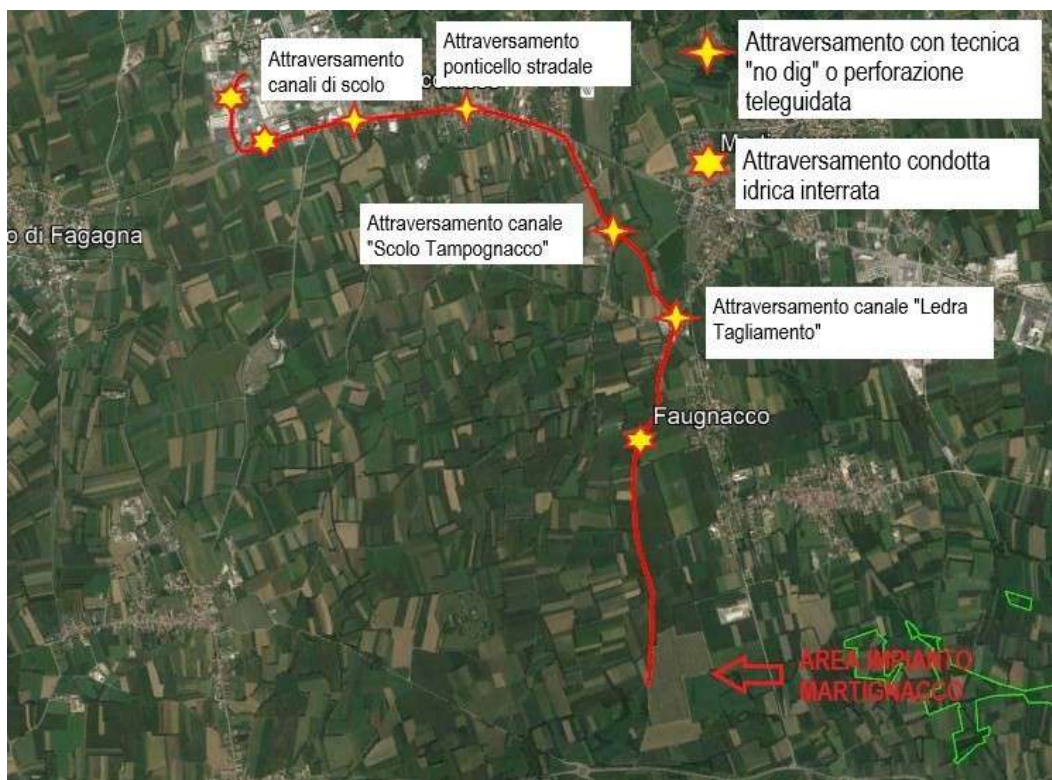 Attraversamento
canali di scolo
Attraversamento
ponticello stradale
Attraversamento con tecnica
"no dig" o perforazione
teleguidata
Attraversamento condotta
idrica interrata
o di Fagagna
Attraversamento canale
"Scolo Tampognacco"
Attraversamento canale "Ledra
Tagliamento"
Faugnacco
AREA IMPIANTO
MARTIGNACCO